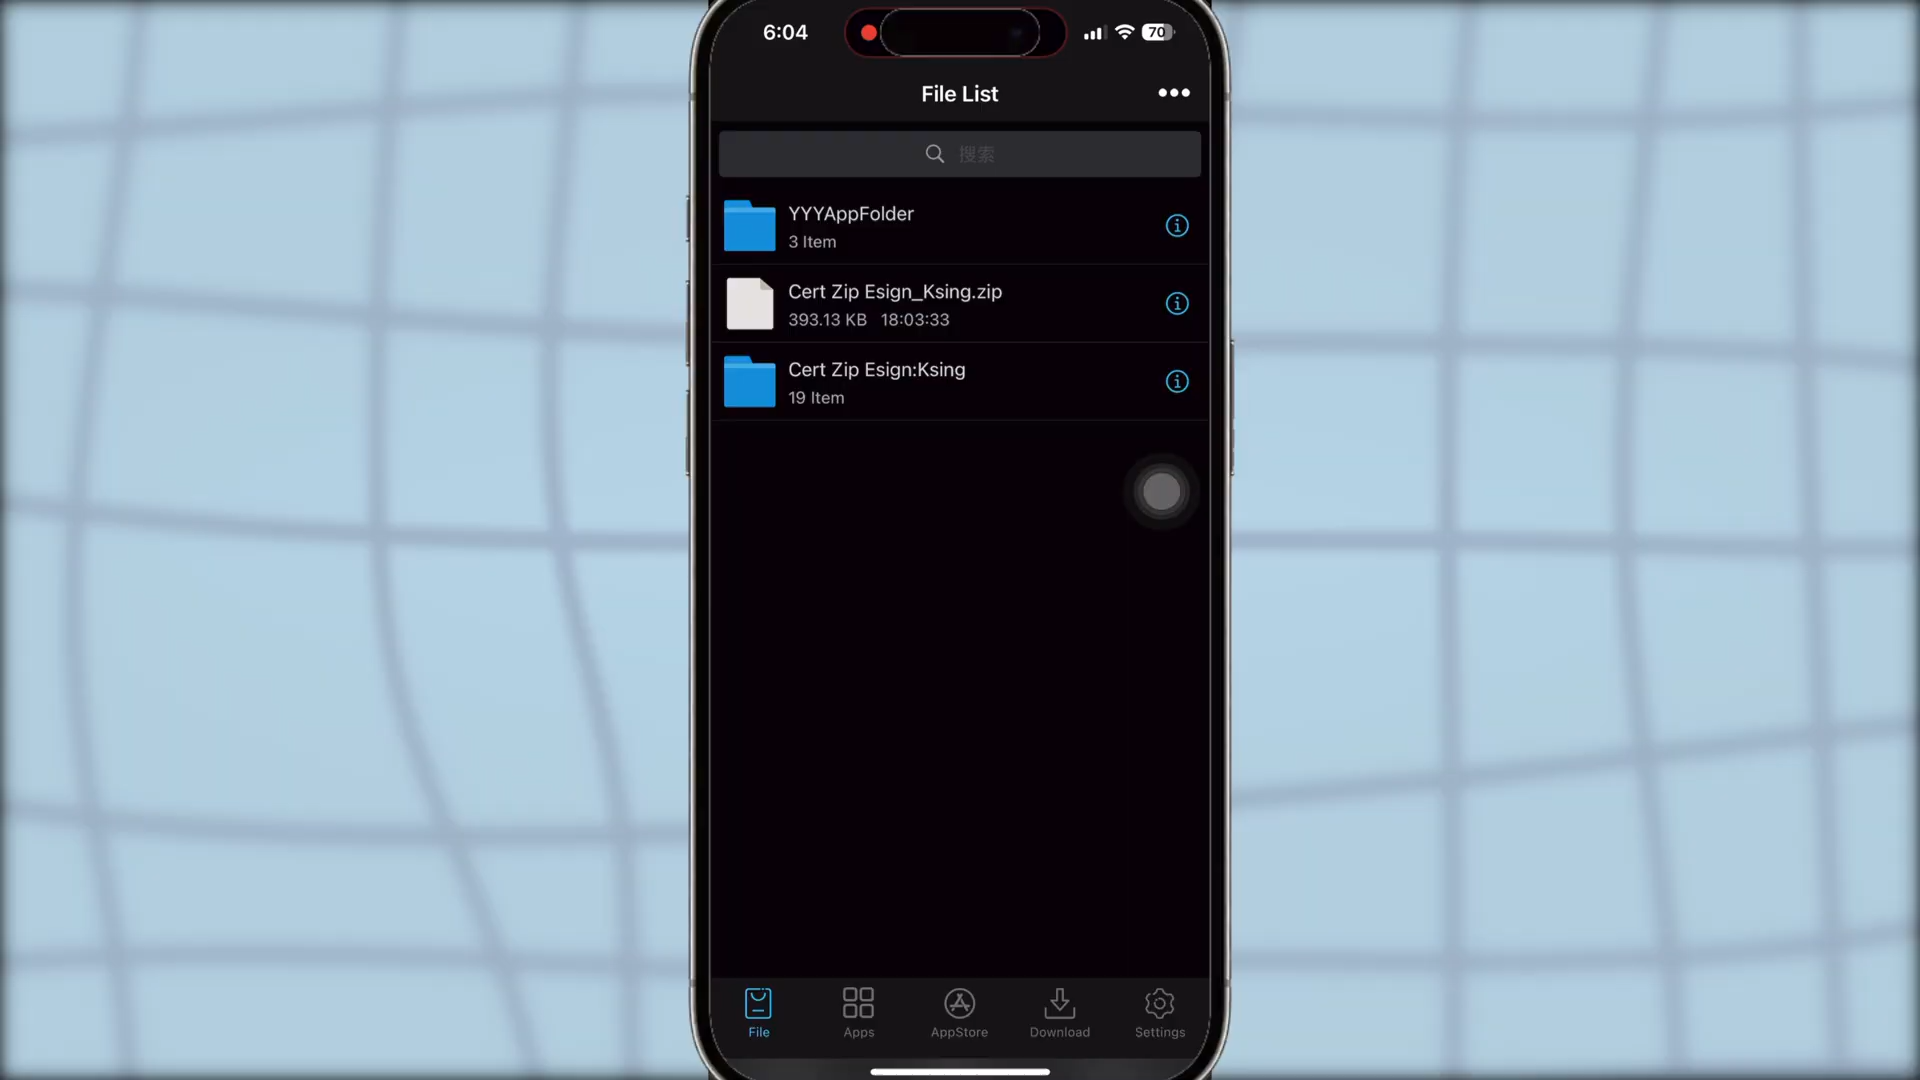 6:04
70
File List
搜索
YYYAppFolder
3 Item
Cert Zip Esign_Ksing.zip
393.13 KB 18:03:33
Cert Zip Esign:Ksing
19 Item
File
Apps
AppStore
Download
Settings